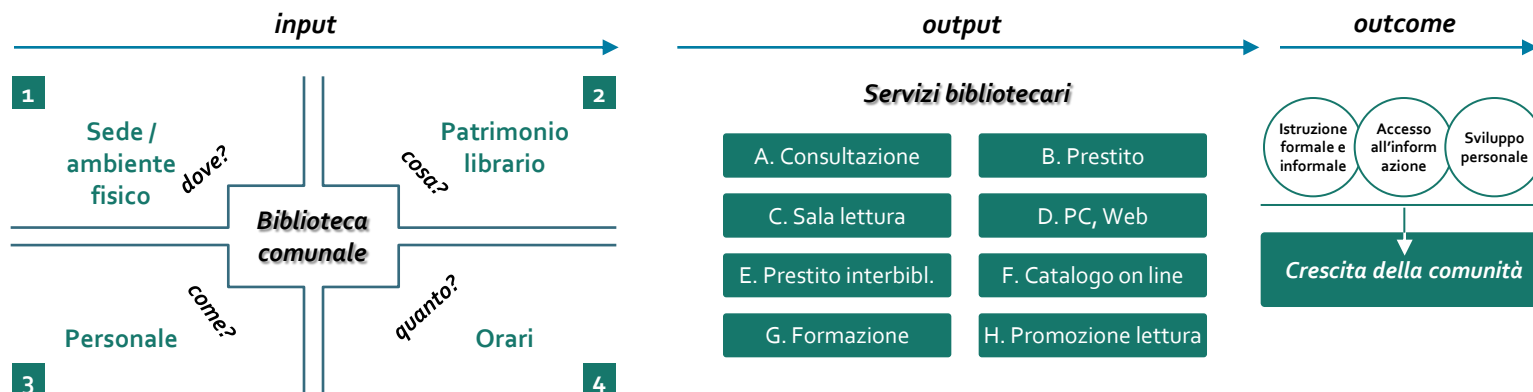 input
output
outcome
1
2
Sede /
ambiente
fisico
dove?
cosa?
Patrimonio
librario
Biblioteca
comunale
come?
quanto?
Personale
Orari
3
4
Servizi bibliotecari
A. Consultazione
B. Prestito
C. Sala lettura
D. PC, Web
E. Prestito interbibl.
F. Catalogo on line
G. Formazione
H. Promozione lettura
Istruzione
formale e
informale
Accesso
all'inform
azione
Sviluppo
personale
Crescita della comunità